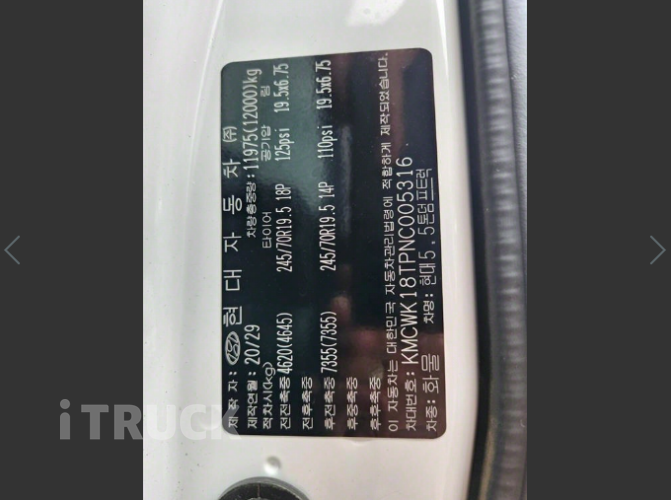 제 작 자 : 현 대 자 동 차 (주)
제작연월 : 20/29 차량총중량 : 11975(12000)kg
적차시(kg) 타이어 공기압 림
전전축중 4620(4645) 245/70R19.5 18P 125psi 19.5x6.75
전후축중
후전축중 7355(7355) 245/70R19.5 14P 110psi 19.5x6.75
후중축중
후후축중
이 자동차는 대한민국 자동차관리법령에 적합하게 제작되었습니다.
차대번호: KMCWK18TPNC005316
차종: 화물 차명: 현대5.5톤덤프트럭
iTRUCK